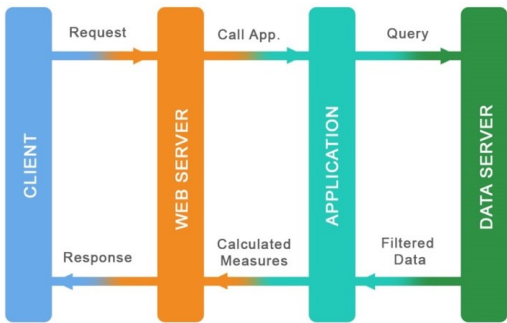 Request
Call App.
Query
CLIENT
WEB SERVER
APPLICATION
DATA SERVER
Response
Calculated
Measures
Filtered
Data